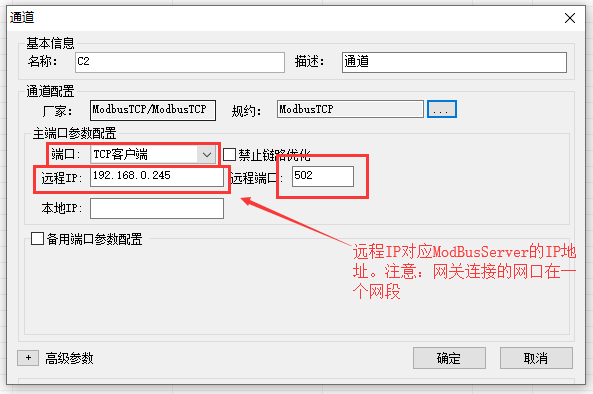 通道
基本信息
名称: C2 描述: 通道
通道配置
厂家: ModbusTCP/ModbusTCP 规约: ModbusTCP ...
主端口参数配置
端口: TCP客户端 禁止链路优化
远程IP: 192.168.0.245 远程端口: 502
本地IP:
备用端口参数配置
远程IP对应ModBusServer的IP地
址。注意：网关连接的网口在一
个网段
+ 高级参数 确定 取消